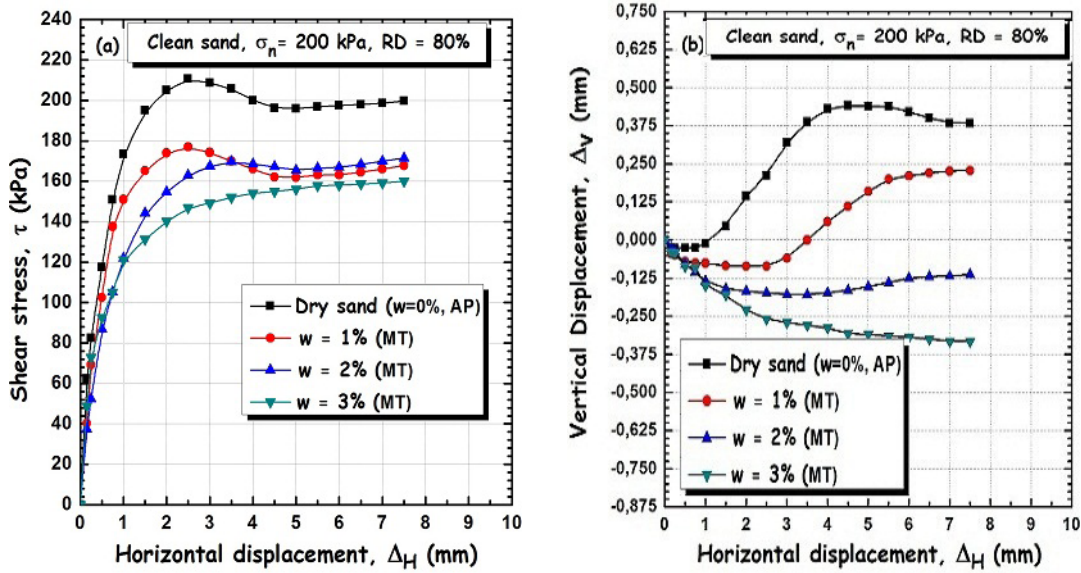 (a)
Clean sand, σn= 200 kPa, RD = 80%
240
220
200
180
160
140
120
100
80
60
40
20
0
Shear stress, τ (kPa)
Dry sand (w=0%, AP)
w = 1% (MT)
w = 2% (MT)
w = 3% (MT)
0 1 2 3 4 5 6 7 8 9 10
Horizontal displacement, ΔH (mm)
(b)
Clean sand, σn= 200 kPa, RD = 80%
0,750
0,625
0,500
0,375
0,250
0,125
0,000
-0,125
-0,250
-0,375
-0,500
-0,625
-0,750
-0,875
Vertical Displacement, ΔV (mm)
Dry sand (w=0%, AP)
w = 1% (MT)
w = 2% (MT)
w = 3% (MT)
0 1 2 3 4 5 6 7 8 9 10
Horizontal displacement, ΔH (mm)